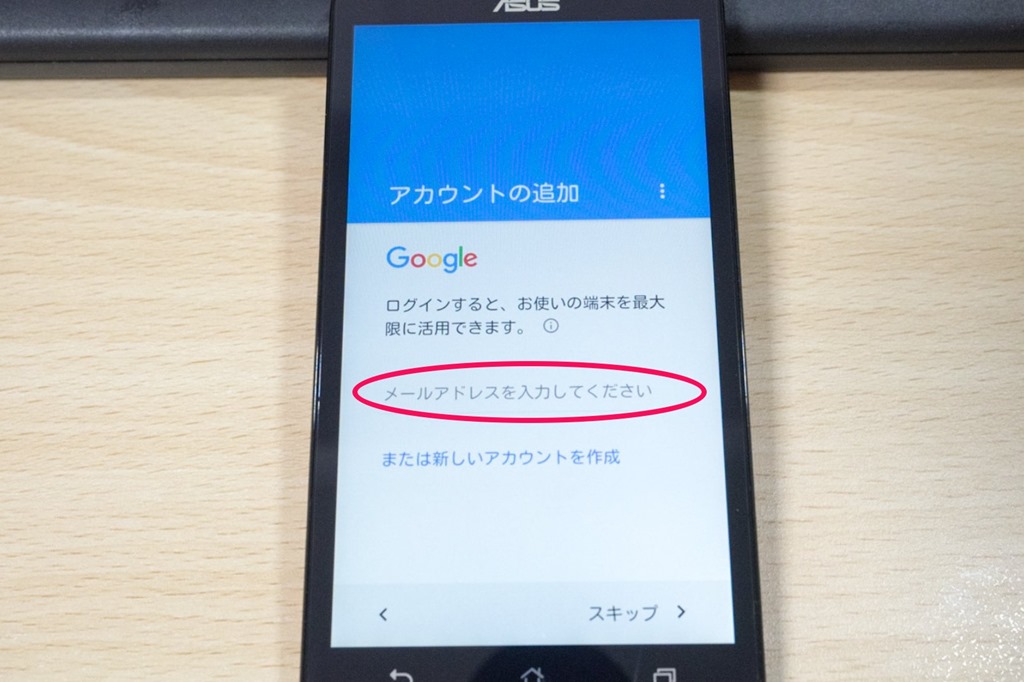 ASUS
アカウントの追加
Google
ログインすると、お使いの端末を最大
限に活用できます。
メールアドレスを入力してください
または新しいアカウントを作成
スキップ